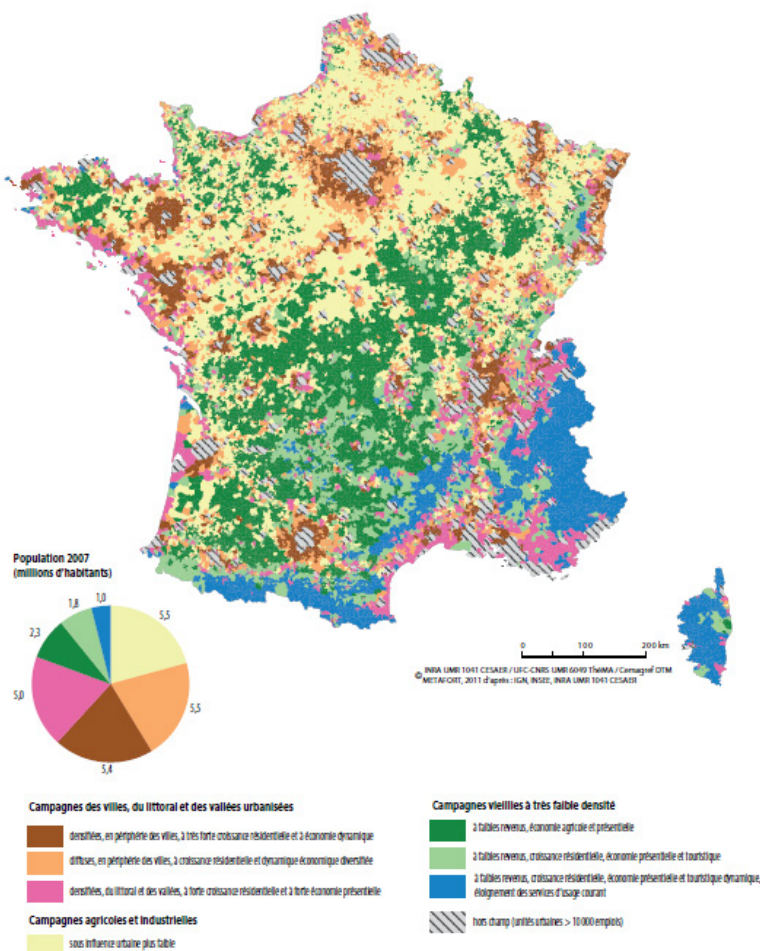 Population 2007
(millions d'habitants)
1,0
1,8
5,5
2,3
5,0
5,5
5,4
0 100 200 km
© INRA UMR 1041 CESAER / UFC-CNRS UMR 6049 ThéMA / Cemagref DTM
METAFORT, 2011 d'après : IGN, INSEE, INRA UMR 1041 CESAER
Campagnes des villes, du littoral et des vallées urbanisées
densifiées, en périphérie des villes, à très forte croissance résidentielle et à économie dynamique
diffuses, en périphérie des villes, à croissance résidentielle et dynamique économique diversifiée
densifiées, du littoral et des vallées, à forte croissance résidentielle et à forte économie présentielle
Campagnes agricoles et industrielles
sous influence urbaine plus faible
Campagnes vieillies à très faible densité
à faibles revenus, économie agricole et présentielle
à faibles revenus, croissance résidentielle, économie présentielle et touristique
à faibles revenus, croissance résidentielle, économie présentielle et touristique dynamique,
éloignement des services d'usage courant
hors champ (unités urbaines > 10 000 emplois)